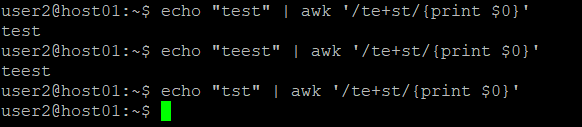 user2@host01:~$ echo "test" | awk '/te+st/{print $0}'
test
user2@host01:~$ echo "teest" | awk '/te+st/{print $0}'
teest
user2@host01:~$ echo "tst" | awk '/te+st/{print $0}'
user2@host01:~$